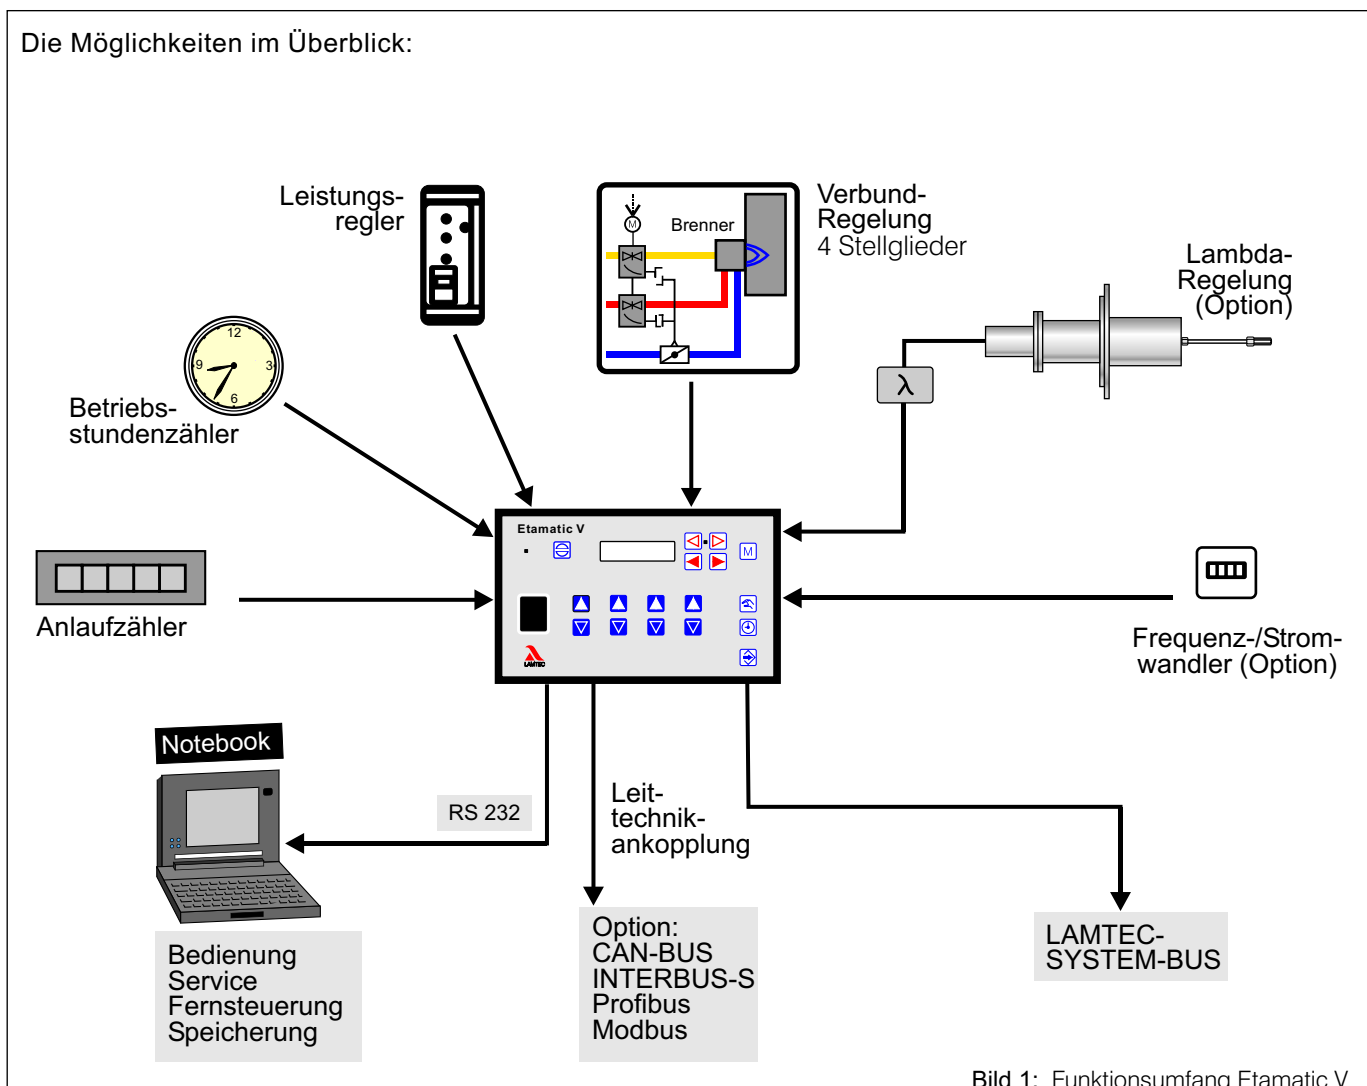 Die Möglichkeiten im Überblick:
Leistungs-
regler
M
Brenner
Verbund-
Regelung
4 Stellglieder
Lambda-
Regelung
(Option)
λ
12
9
3
6
Betriebs-
stundenzähler
Etamatic V
M
LAMTEC
Anlaufzähler
Frequenz-/Strom-
wandler (Option)
Notebook
RS 232
Leit-
technik-
ankopplung
Bedienung
Service
Fernsteuerung
Speicherung
Option:
CAN-BUS
INTERBUS-S
Profibus
Modbus
LAMTEC-
SYSTEM-BUS
Bild 1: Funktionsumfang Etamatic V